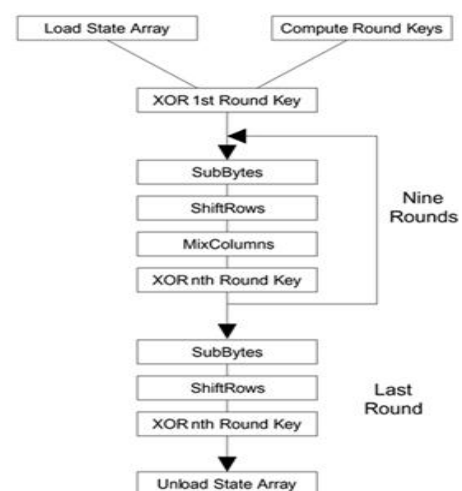 Load State Array
Compute Round Keys
XOR 1st Round Key
SubBytes
ShiftRows
MixColumns
XOR nth Round Key
Nine
Rounds
SubBytes
ShiftRows
XOR nth Round Key
Last
Round
Unload State Array